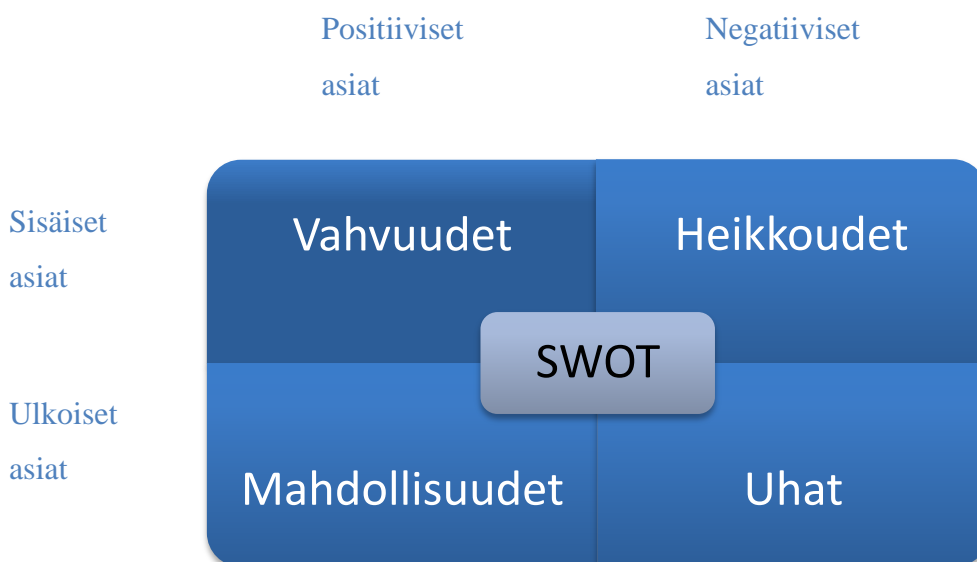 Positiiviset
asiat
Negatiiviset
asiat
Sisäiset
asiat
Vahvuudet
Heikkoudet
SWOT
Ulkoiset
asiat
Mahdollisuudet
Uhat